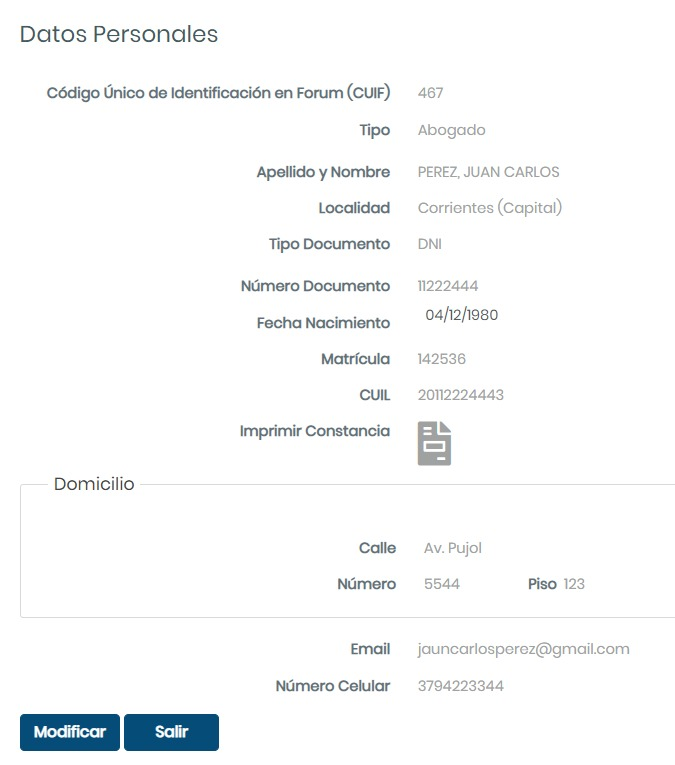 Datos Personales
Código Único de Identificación en Forum (CUIF) 467
Tipo Abogado
Apellido y Nombre PEREZ, JUAN CARLOS
Localidad Corrientes (Capital)
Tipo Documento DNI
Número Documento 11222444
Fecha Nacimiento 04/12/1980
Matrícula 142536
CUIL 20112224443
Imprimir Constancia
Domicilio
Calle Av. Pujol
Número 5544 Piso 123
Email jauncarlosperez@gmail.com
Número Celular 3794223344
Modificar Salir